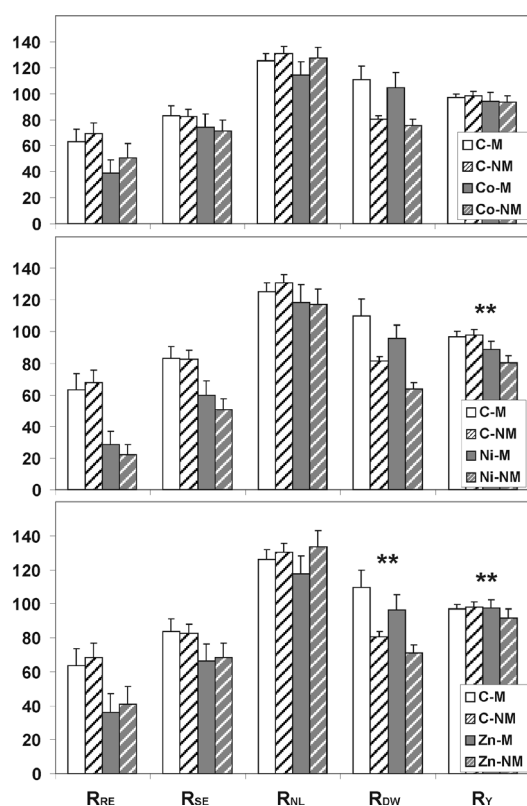 140
120
100
80
60
40
20
0
C-M
C-NM
Co-M
Co-NM
140
120
100
80
60
40
20
0
**
C-M
C-NM
Ni-M
Ni-NM
140
120
100
80
60
40
20
0
** **
C-M
C-NM
Zn-M
Zn-NM
RRE RSE RNL RDW RY